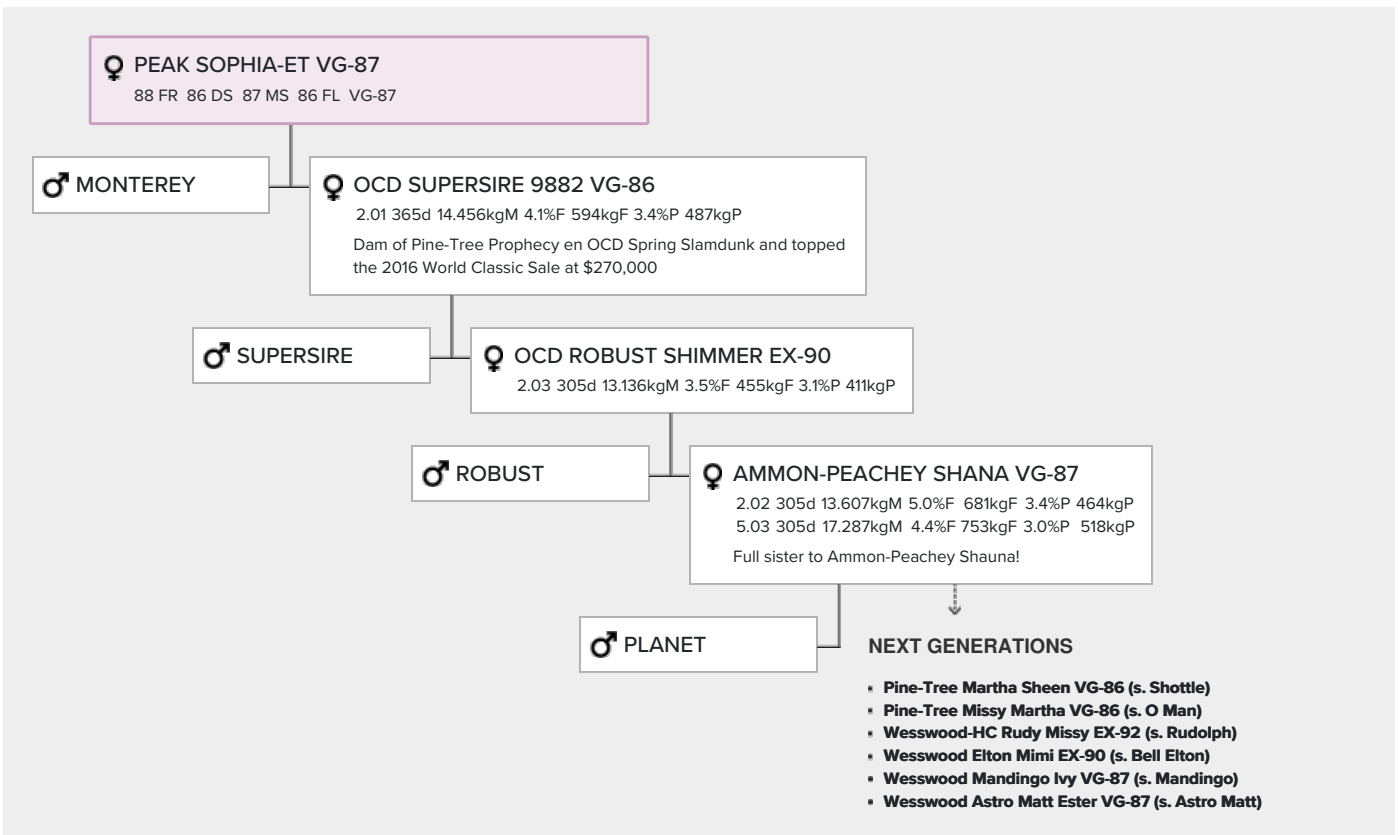 PEAK SOPHIA-ET VG-87
88 FR 86 DS 87 MS 86 FL VG-87
MONTEREY
OCD SUPERSIRE 9882 VG-86
2.01 365d 14.456kgM 4.1%F 594kgF 3.4%P 487kgP
Dam of Pine-Tree Prophecy en OCD Spring Slamdunk and topped
the 2016 World Classic Sale at $270,000
SUPERSIRE
OCD ROBUST SHIMMER EX-90
2.03 305d 13.136kgM 3.5%F 455kgF 3.1%P 411kgP
ROBUST
AMMON-PEACHEY SHANA VG-87
2.02 305d 13.607kgM 5.0%F 681kgF 3.4%P 464kgP
5.03 305d 17.287kgM 4.4%F 753kgF 3.0%P 518kgP
Full sister to Ammon-Peachey Shauna!
PLANET
NEXT GENERATIONS
Pine-Tree Martha Sheen VG-86 (s. Shottle)
Pine-Tree Missy Martha VG-86 (s. O Man)
Wesswood-HC Rudy Missy EX-92 (s. Rudolph)
Wesswood Elton Mimi EX-90 (s. Bell Elton)
Wesswood Mandingo Ivy VG-87 (s. Mandingo)
Wesswood Astro Matt Ester VG-87 (s. Astro Matt)